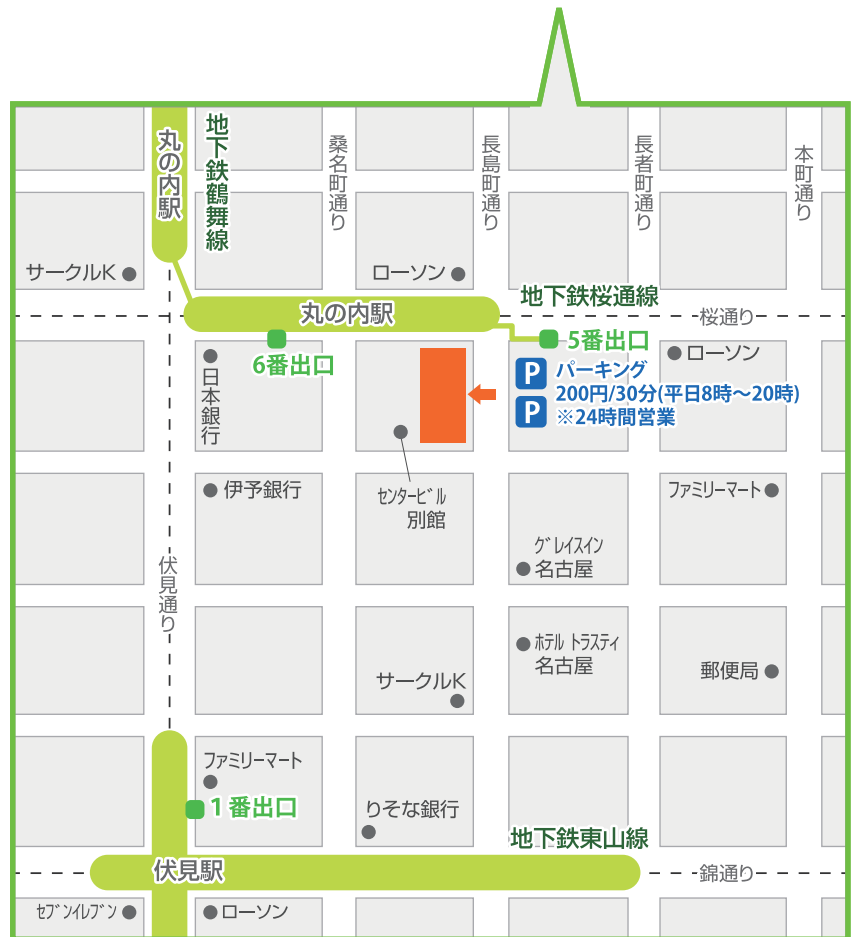 地下鉄鶴舞線
丸の内駅
桑名町通り
長島町通り
長者町通り
本町通り
サークルK
ローソン
地下鉄桜通線
丸の内駅
桜通り
5番出口
6番出口
ローソン
日本銀行
P パーキング
200円/30分(平日8時～20時)
P ※24時間営業
伊予銀行
センタービル
別館
ファミリーマート
グレイスイン
名古屋
伏見通り
ホテル トラスティ
名古屋
郵便局
サークルK
ファミリーマート
1番出口
りそな銀行
地下鉄東山線
伏見駅
錦通り
セブンイレブン
ローソン